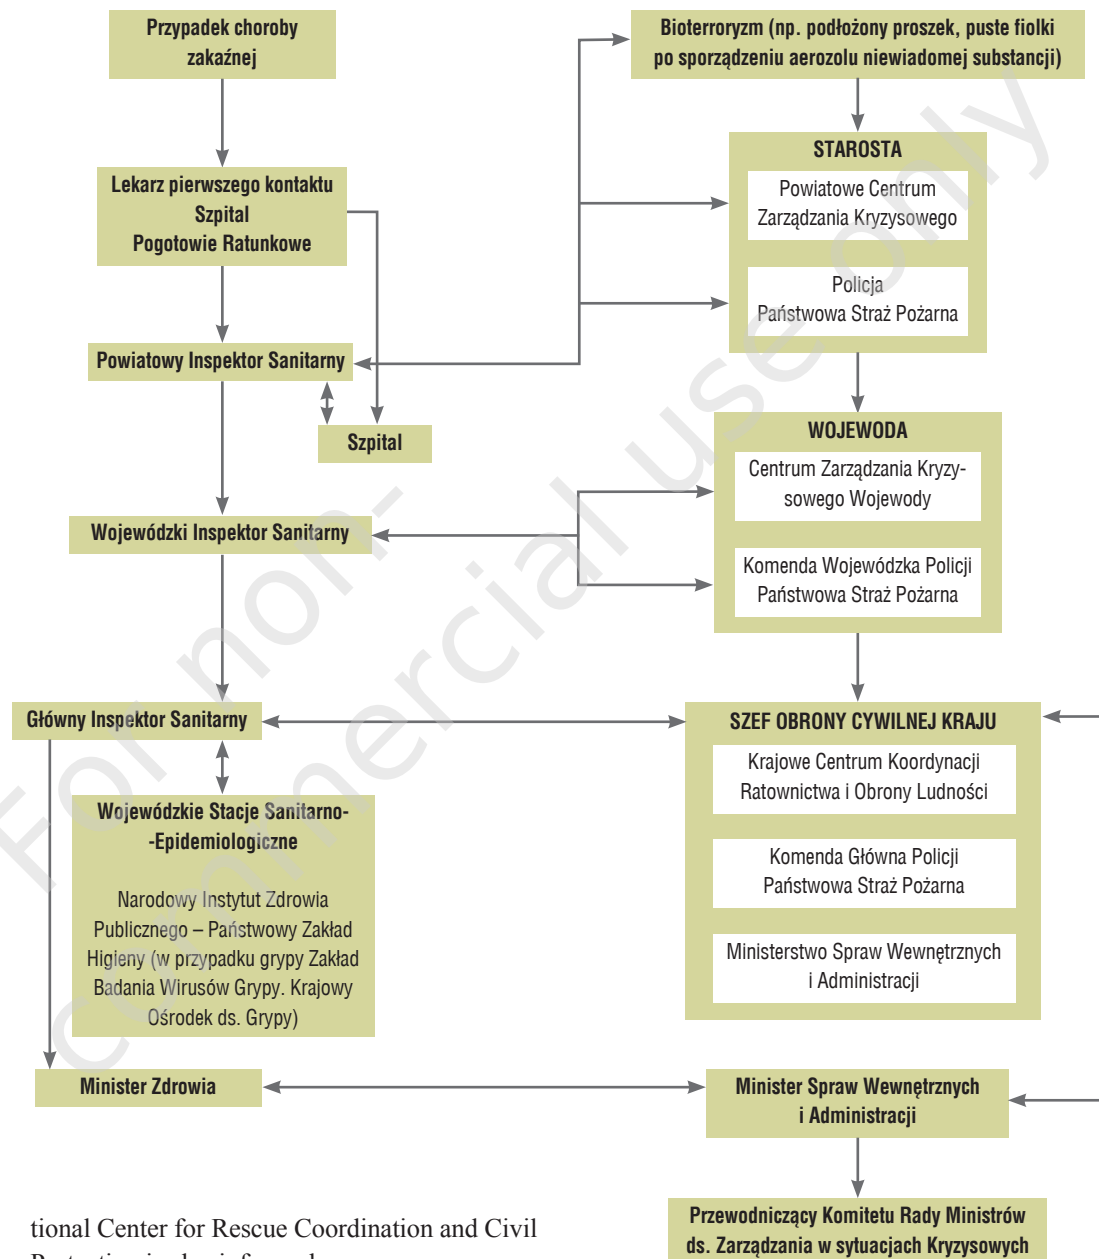 Przypadek choroby
zakaźnej
Bioterroryzm (np. podłożony proszek, puste fiolki
po sporządzeniu aerozolu niewiadomej substancji)
Lekarz pierwszego kontaktu
Szpital
Pogotowie Ratunkowe
STAROSTA
Powiatowe Centrum
Zarządzania Kryzysowego
Policja
Państwowa Straż Pożarna
Powiatowy Inspektor Sanitarny
Szpital
WOJEWODA
Centrum Zarządzania Kryzy-
sowego Wojewody
Komenda Wojewódzka Policji
Państwowa Straż Pożarna
Wojewódzki Inspektor Sanitarny
Główny Inspektor Sanitarny
SZEF OBRONY CYWILNEJ KRAJU
Krajowe Centrum Koordynacji
Ratownictwa i Obrony Ludności
Komenda Główna Policji
Państwowa Straż Pożarna
Ministerstwo Spraw Wewnętrznych
i Administracji
Wojewódzkie Stacje Sanitarno-
-Epidemiologiczne
Narodowy Instytut Zdrowia
Publicznego – Państwowy Zakład
Higieny (w przypadku grypy Zakład
Badania Wirusów Grypy. Krajowy
Ośrodek ds. Grypy)
Minister Zdrowia
Minister Spraw Wewnętrznych
i Administracji
Przewodniczący Komitetu Rady Ministrów
ds. Zarządzania w sytuacjach Kryzysowych
tional Center for Rescue Coordination and Civil
For non-
commercial use only